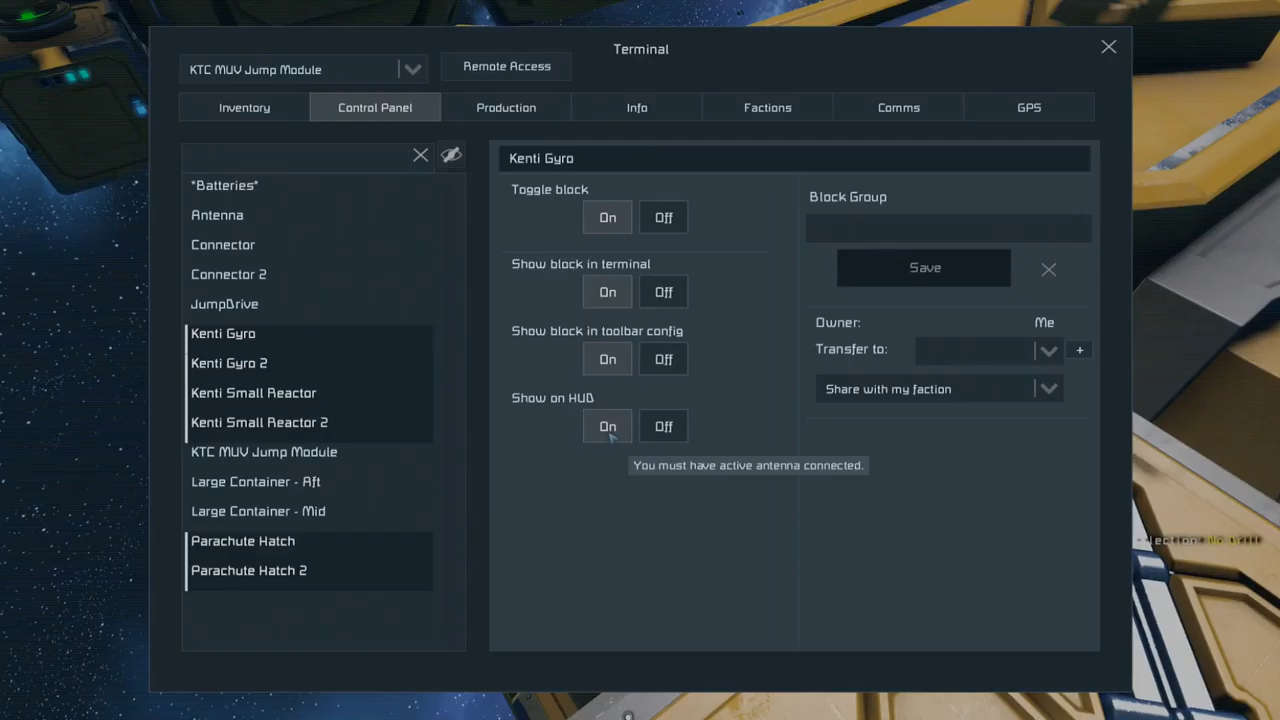 Terminal
KTC MUV Jump Module
Remote Access
Inventory
Control Panel
Production
Info
Factions
Comms
GPS
*Batteries*
Antenna
Connector
Connector 2
JumpDrive
Kenti Gyro
Kenti Gyro 2
Kenti Small Reactor
Kenti Small Reactor 2
KTC MUV Jump Module
Large Container - Aft
Large Container - Mid
Parachute Hatch
Parachute Hatch 2
Kenti Gyro
Toggle block
On Off
Show block in terminal
On Off
Show block in toolbar config
On Off
Show on HUD
On Off
You must have active antenna connected.
Block Group
Save
Owner: Me
Transfer to:
+
Share with my faction
lection: No Drill